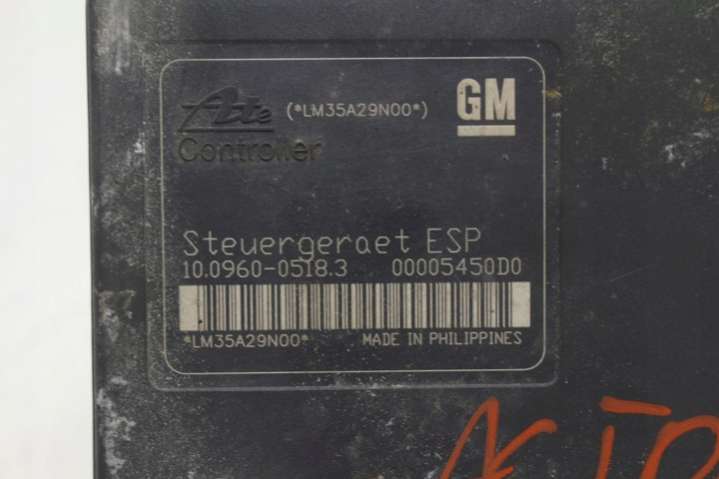 Ate (*LM35A29N00*) GM
Controller
Steuergeraet ESP
10.0960-0518.3 00005450D0
*LM35A29N00* MADE IN PHILIPPINES